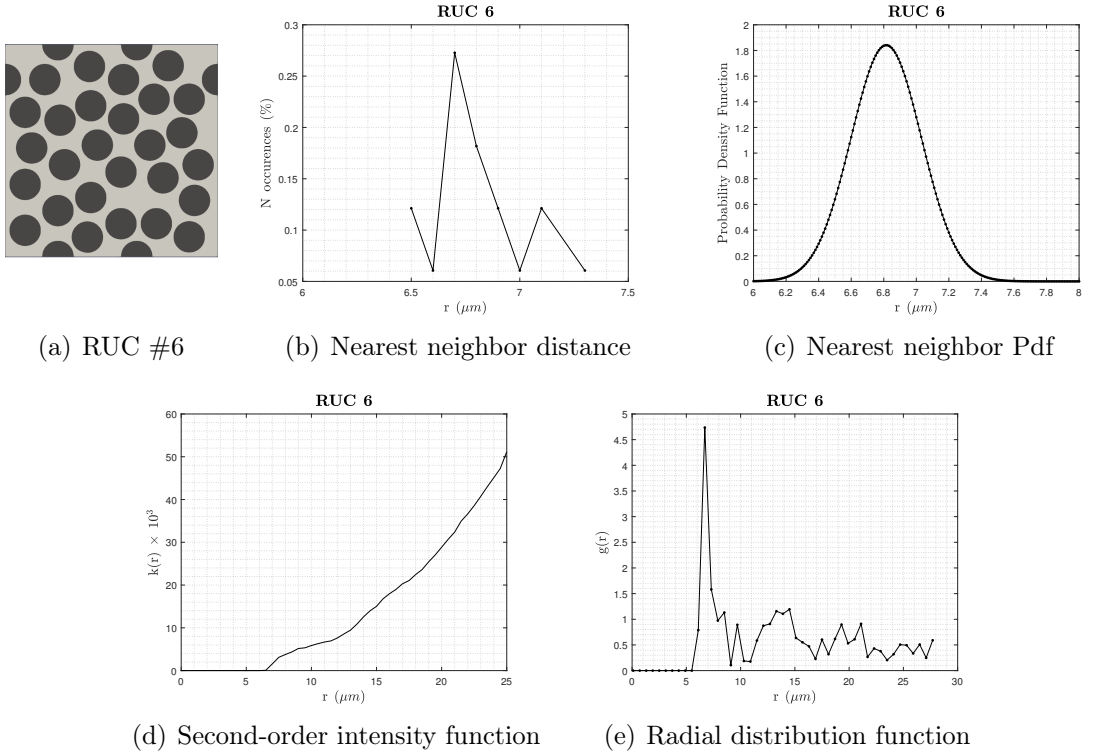 RUC 6
N occurences (%)
0.3
0.25
0.2
0.15
0.1
0.05
6 6.5 7 7.5
r (μm)
RUC 6
Probability Density Function
2
1.8
1.6
1.4
1.2
1
0.8
0.6
0.4
0.2
0
6 6.2 6.4 6.6 6.8 7 7.2 7.4 7.6 7.8 8
r (μm)
(a) RUC #6
(b) Nearest neighbor distance
(c) Nearest neighbor Pdf
RUC 6
k(r) × 10³
60
50
40
30
20
10
0
0 5 10 15 20 25
r (μm)
RUC 6
g(r)
5
4.5
4
3.5
3
2.5
2
1.5
1
0.5
0
0 5 10 15 20 25 30
r (μm)
(d) Second-order intensity function
(e) Radial distribution function